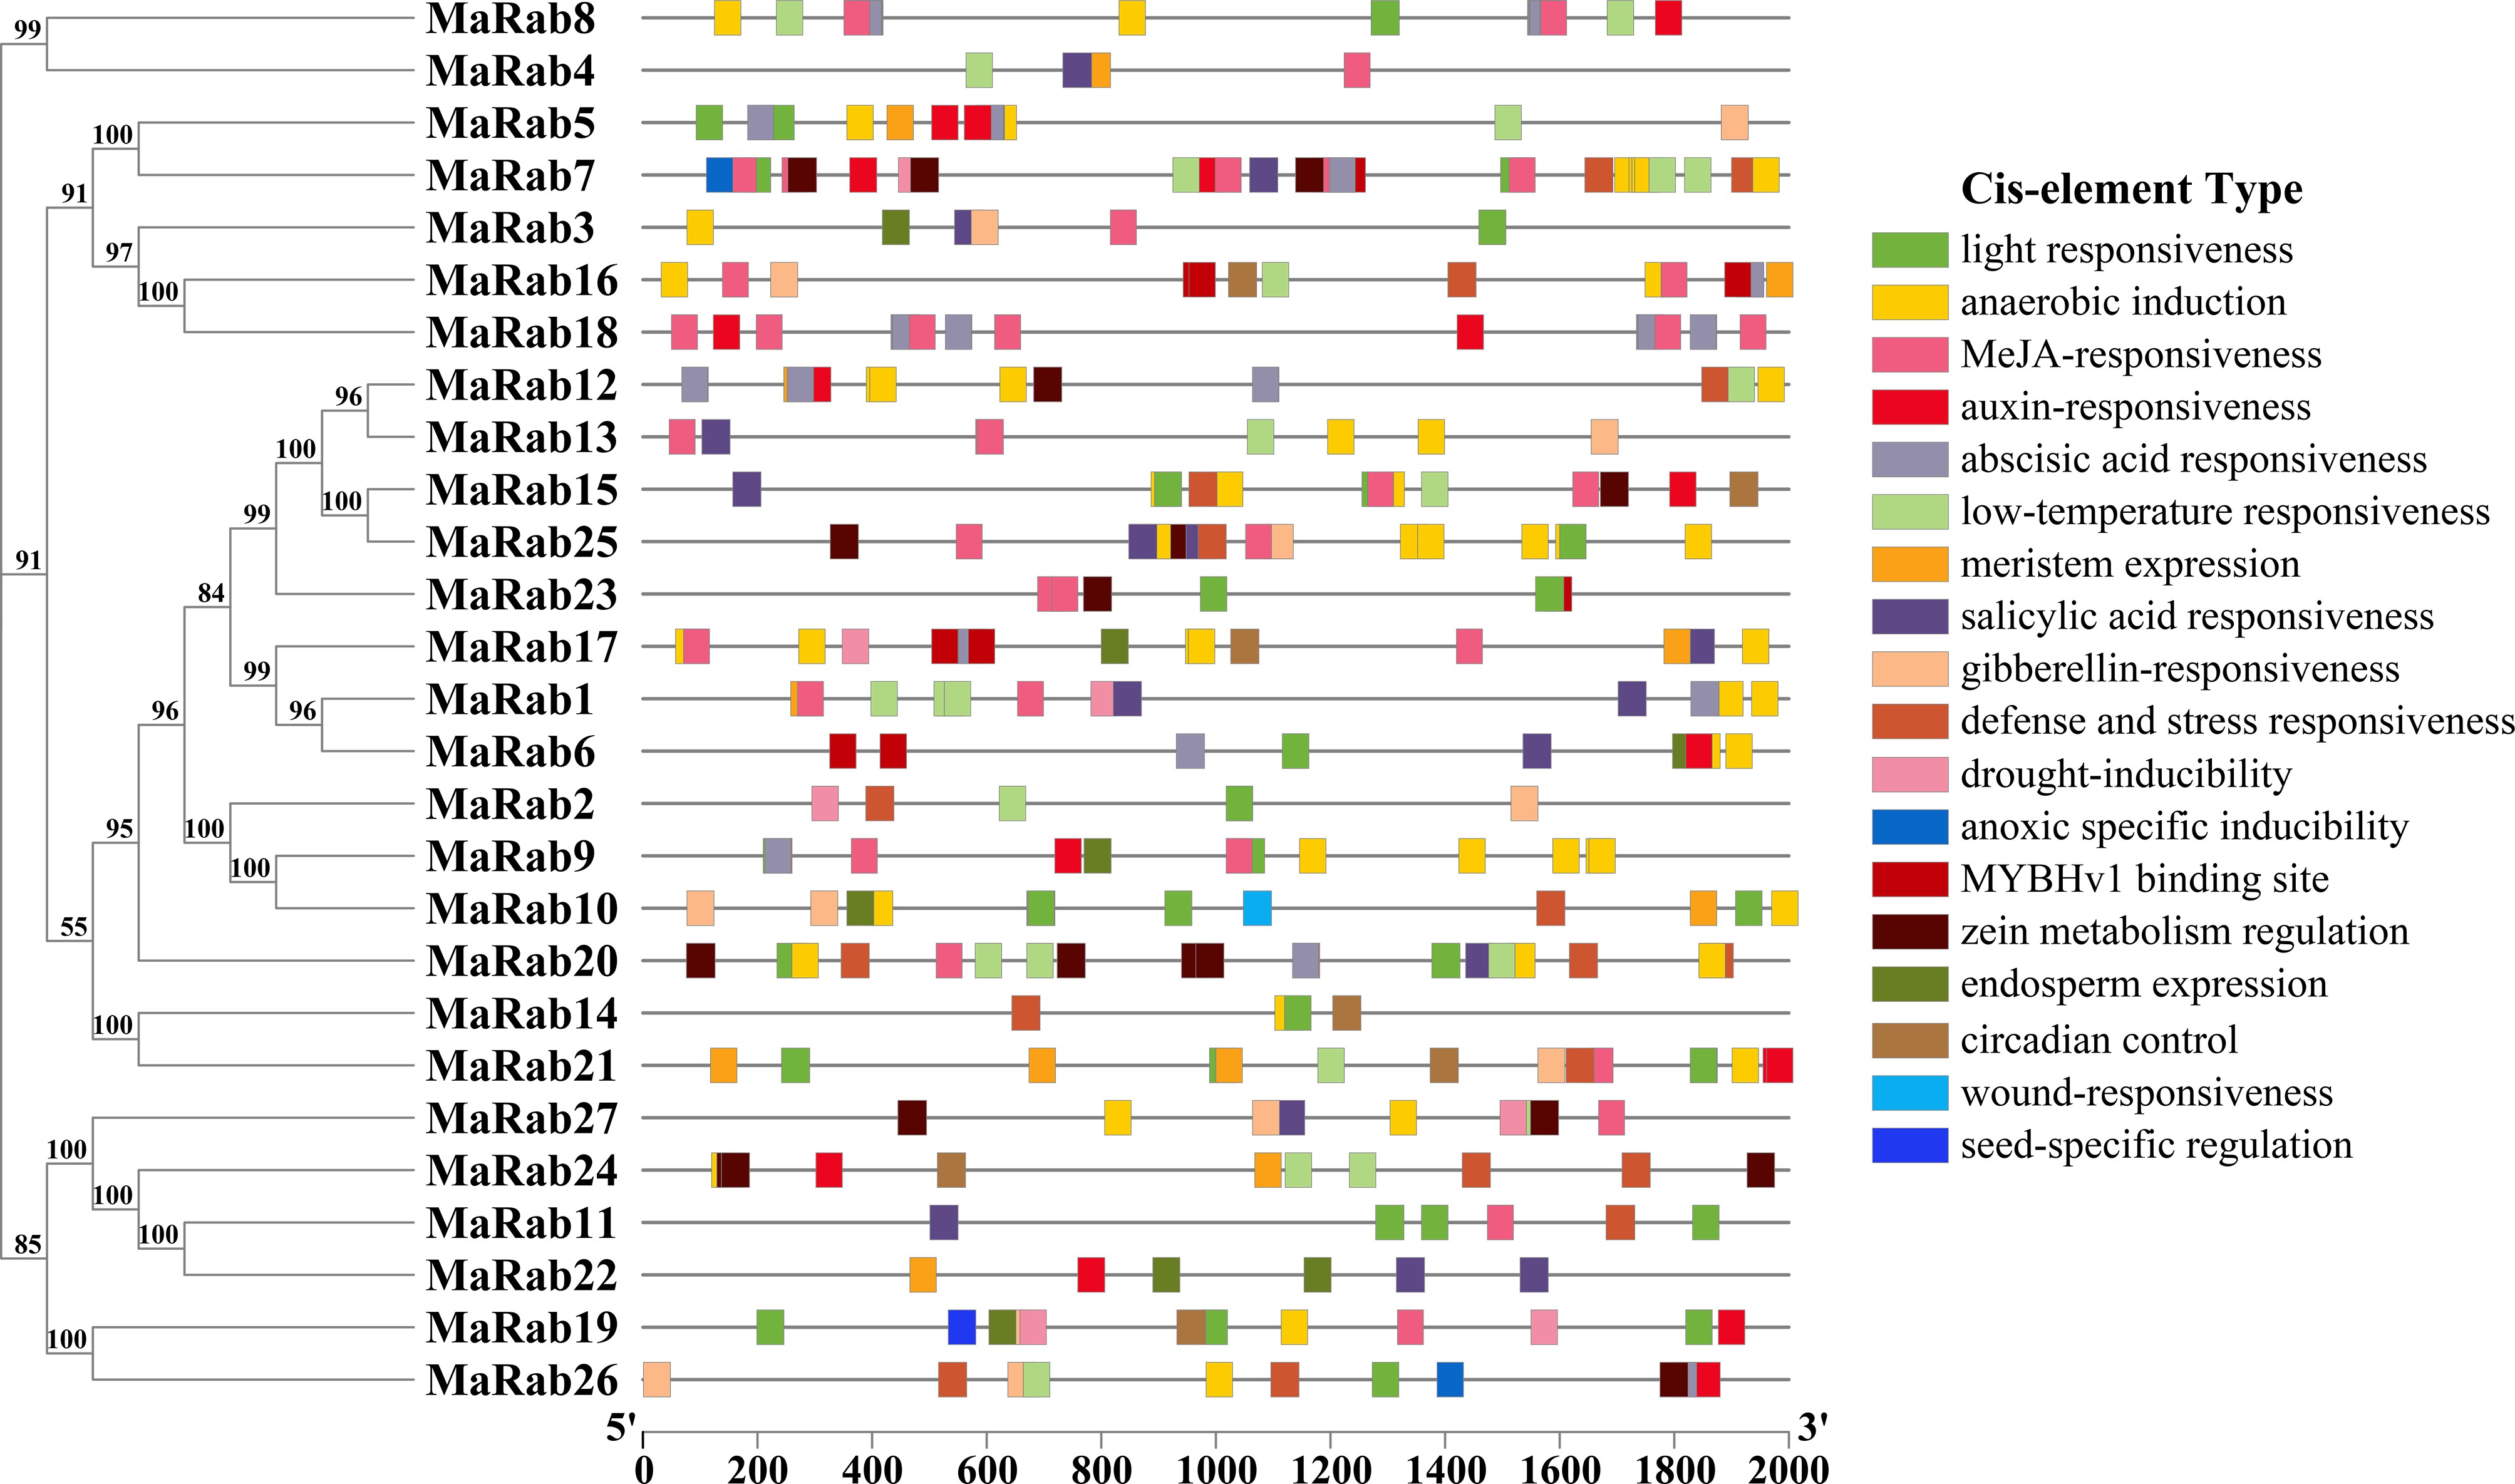 99
91
100
91
97
100
96
100
100
99
84
99
96
96
100
100
95
55
100
100
100
100
85
100
MaRab8
MaRab4
MaRab5
MaRab7
MaRab3
MaRab16
MaRab18
MaRab12
MaRab13
MaRab15
MaRab25
MaRab23
MaRab17
MaRab1
MaRab6
MaRab2
MaRab9
MaRab10
MaRab20
MaRab14
MaRab21
MaRab27
MaRab24
MaRab11
MaRab22
MaRab19
MaRab26
5' 3'
0 200 400 600 800 1000 1200 1400 1600 1800 2000
Cis-element Type
light responsiveness
anaerobic induction
MeJA-responsiveness
auxin-responsiveness
abscisic acid responsiveness
low-temperature responsiveness
meristem expression
salicylic acid responsiveness
gibberellin-responsiveness
defense and stress responsiveness
drought-inducibility
anoxic specific inducibility
MYBHv1 binding site
zein metabolism regulation
endosperm expression
circadian control
wound-responsiveness
seed-specific regulation